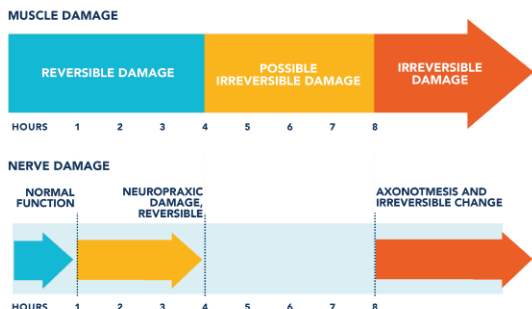 MUSCLE DAMAGE
REVERSIBLE DAMAGE
POSSIBLE
IRREVERSIBLE DAMAGE
IRREVERSIBLE
DAMAGE
HOURS 1 2 3 4 5 6 7 8
NERVE DAMAGE
NORMAL
FUNCTION
NEUROPRAXIC
DAMAGE,
REVERSIBLE
AXONOTMESIS AND
IRREVERSIBLE CHANGE
HOURS 1 2 3 4 5 6 7 8